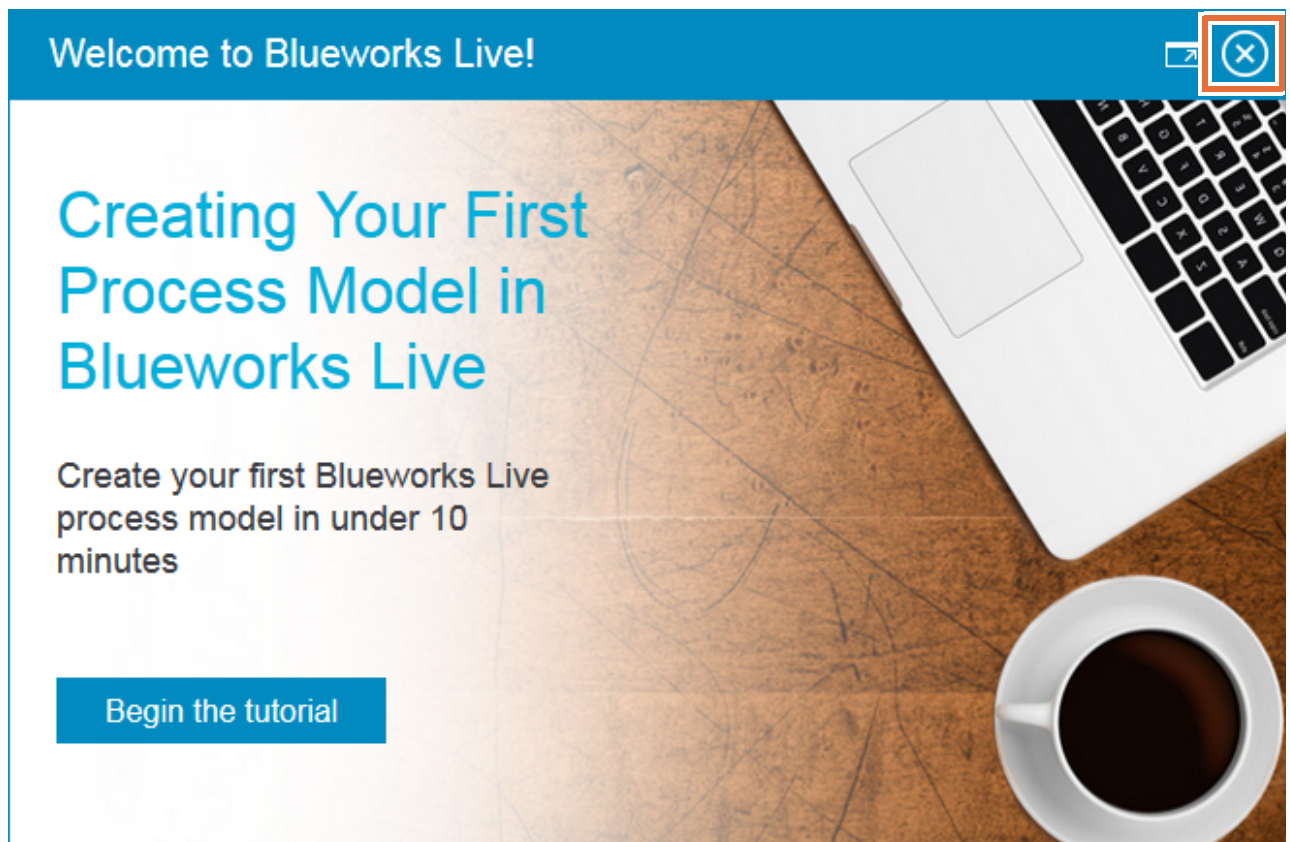 Welcome to Blueworks Live!
Creating Your First
Process Model in
Blueworks Live
Create your first Blueworks Live
process model in under 10
minutes
Begin the tutorial